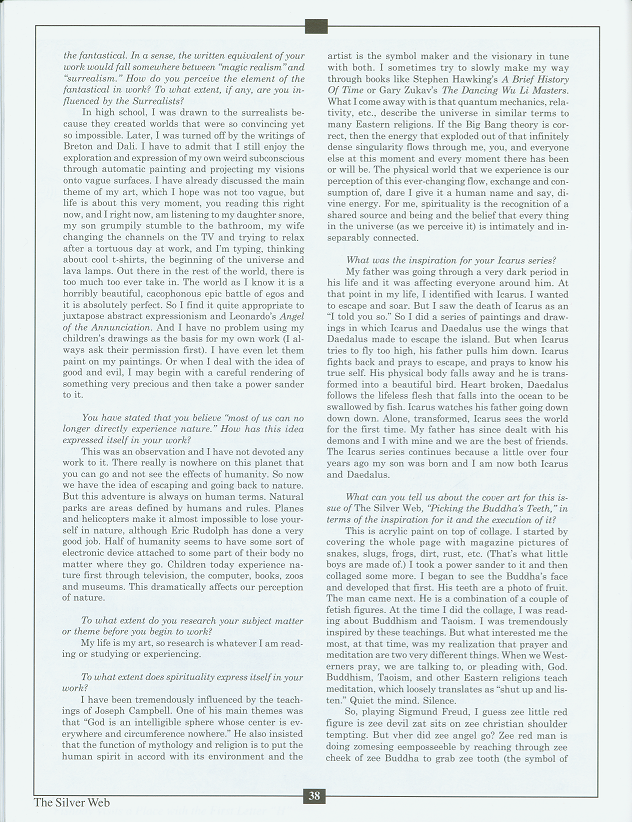 the fantastical. In a sense, the written equivalent of your
work would fall somewhere between "magic realism" and
"surrealism." How do you perceive the element of the
fantastical in your work? To what extent, if any, are you in-
fluenced by the Surrealists?
In high school, I was drawn to the surrealists be-
cause they created worlds that were so convincing yet
so impossible. Later, I was turned off by the writings of
Breton and Dali. I have to admit that I still enjoy the
exploration and expression of my own weird subconscious
through automatic painting and projecting my visions
onto vague surfaces. I have already discussed the main
theme of my art, which I hope was not too vague, but
life is about this very moment, you reading this right
now, and I right now, am listening to my daughter snore,
my son grumpily stumble to the bathroom, my wife
changing the channels on the TV and trying to relax
after a tortuous day at work, and I'm typing, thinking
about cool t-shirts, the beginning of the universe and
lava lamps. Out there in the rest of the world, there is
too much too ever take in. The world as I know it is a
horribly beautiful, cacophonous epic battle of egos and
it is absolutely perfect. So I find it quite appropriate to
juxtapose abstract expressionism and Leonardo's Angel
of the Annunciation. And I have no problem using my
children's drawings as the basis for my own work (I al-
ways ask their permission first). I have even let them
paint on my paintings. Or when I deal with the idea of
good and evil, I may begin with a careful rendering of
something very precious and then take a power sander
to it.
You have stated that you believe "most of us can no
longer directly experience nature." How has this idea
expressed itself in your work?
This was an observation and I have not devoted any
work to it. There really is nowhere on this planet that
you can go and not see the effects of humanity. So now
we have the idea of escaping and going back to nature.
But this adventure is always on human terms. Natural
parks are areas defined by humans and rules. Planes
and helicopters make it almost impossible to lose your-
self in nature, although Eric Rudolph has done a very
good job. Half of humanity seems to have some sort of
electronic device attached to some part of their body no
matter where they go. Children today experience na-
ture first through television, the computer, books, zoos
and museums. This dramatically affects our perception
of nature.
To what extent do you research your subject matter
or theme before you begin to work?
My life is my art, so research is whatever I am read-
ing or studying or experiencing.
To what extent does spirituality express itself in your
work?
I have been tremendously influenced by the teach-
ings of Joseph Campbell. One of his main themes was
that "God is an intelligible sphere whose center is ev-
erywhere and circumference nowhere." He also insisted
that the function of mythology and religion is to put the
human spirit in accord with its environment and the
artist is the symbol maker and the visionary in tune
with both. I sometimes try to slowly make my way
through books like Stephen Hawking's A Brief History
Of Time or Gary Zukav's The Dancing Wu Li Masters.
What I come away with is that quantum mechanics, rela-
tivity, etc., describe the universe in similar terms to
many Eastern religions. If the Big Bang theory is cor-
rect, then the energy that exploded out of that infinitely
dense singularity flows through me, you, and everyone
else at this moment and every moment there has been
or will be. The physical world that we experience is our
perception of this ever-changing flow, exchange and con-
sumption of, dare I give it a human name and say, di-
vine energy. For me, spirituality is the recognition of a
shared source and being and the belief that every thing
in the universe (as we perceive it) is intimately and in-
separably connected.
What was the inspiration for your Icarus series?
My father was going through a very dark period in
his life and it was affecting everyone around him. At
that point in my life, I identified with Icarus. I wanted
to escape and soar. But I saw the death of Icarus as an
"I told you so." So I did a series of paintings and draw-
ings in which Icarus and Daedalus use the wings that
Daedalus made to escape the island. But when Icarus
tries to fly too high, his father pulls him down. Icarus
fights back and prays to escape, and prays to know his
true self. His physical body falls away and he is trans-
formed into a beautiful bird. Heart broken, Daedalus
follows the lifeless flesh that falls into the ocean to be
swallowed by fish. Icarus watches his father going down
down down. Alone, transformed, Icarus sees the world
for the first time. My father has since dealt with his
demons and I with mine and we are the best of friends.
The Icarus series continues because a little over four
years ago my son was born and I am now both Icarus
and Daedalus.
What can you tell us about the cover art for this is-
sue of The Silver Web, "Picking the Buddha's Teeth," in
terms of the inspiration for it and the execution of it?
This is acrylic paint on top of collage. I started by
covering the whole page with magazine pictures of
snakes, slugs, frogs, dirt, rust, etc. (That's what little
boys are made of.) I took a power sander to it and then
collaged some more. I began to see the Buddha's face
and developed that first. His teeth are a photo of fruit.
The man came next. He is a combination of a couple of
fetish figures. At the time I did the collage, I was read-
ing about Buddhism and Taoism. I was tremendously
inspired by these teachings. But what interested me the
most, at that time, was my realization that prayer and
meditation are two very different things. When we West-
erners pray, we are talking to, or pleading with, God.
Buddhism, Taoism, and other Eastern religions teach
meditation, which loosely translates as "shut up and lis-
ten." Quiet the mind. Silence.
So, playing Sigmund Freud, I guess zee little red
figure is zee devil zat sits on zee christian shoulder
tempting. But vher did zee angel go? Zee red man is
doing zomesing eemposseeble by reaching through zee
cheek of zee Buddha to grab zee tooth (the symbol of
The Silver Web
38